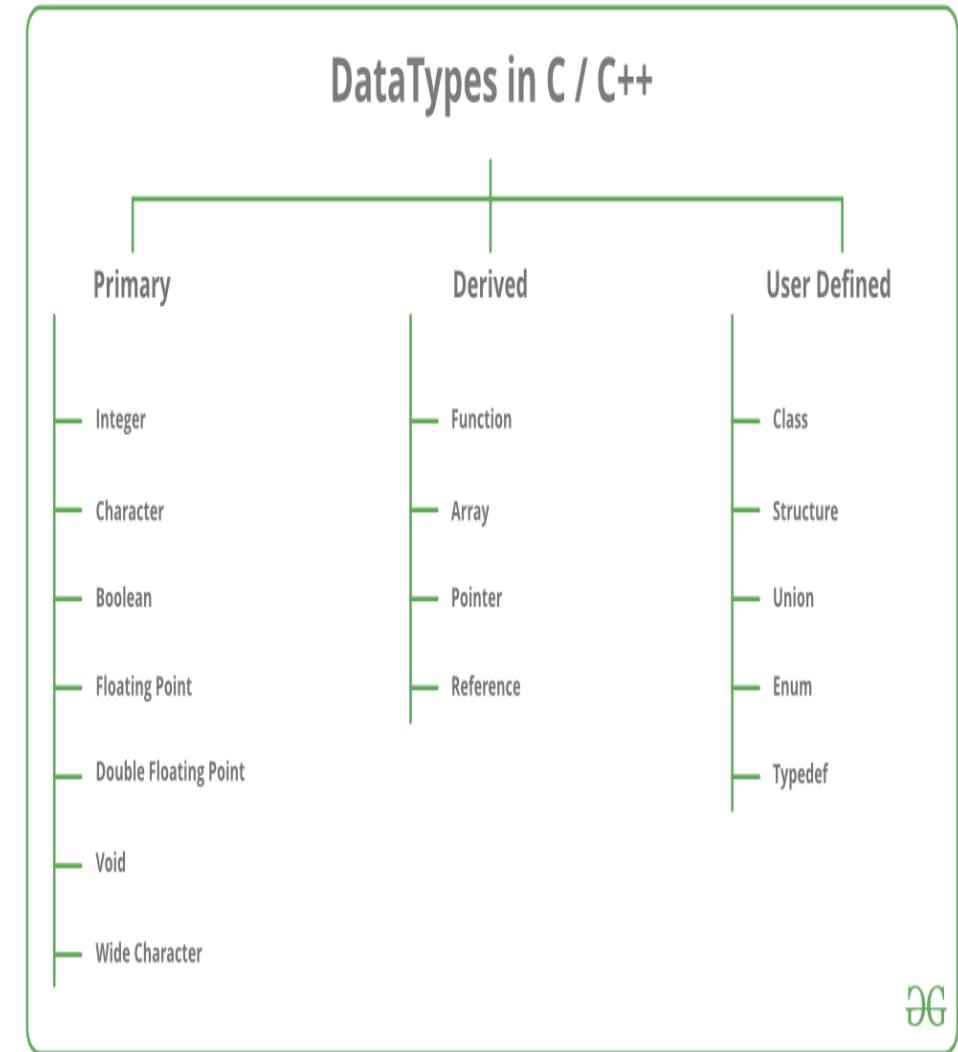 DataTypes in C / C++
Primary
Integer
Character
Boolean
Floating Point
Double Floating Point
Void
Wide Character
Derived
Function
Array
Pointer
Reference
User Defined
Class
Structure
Union
Enum
Typedef